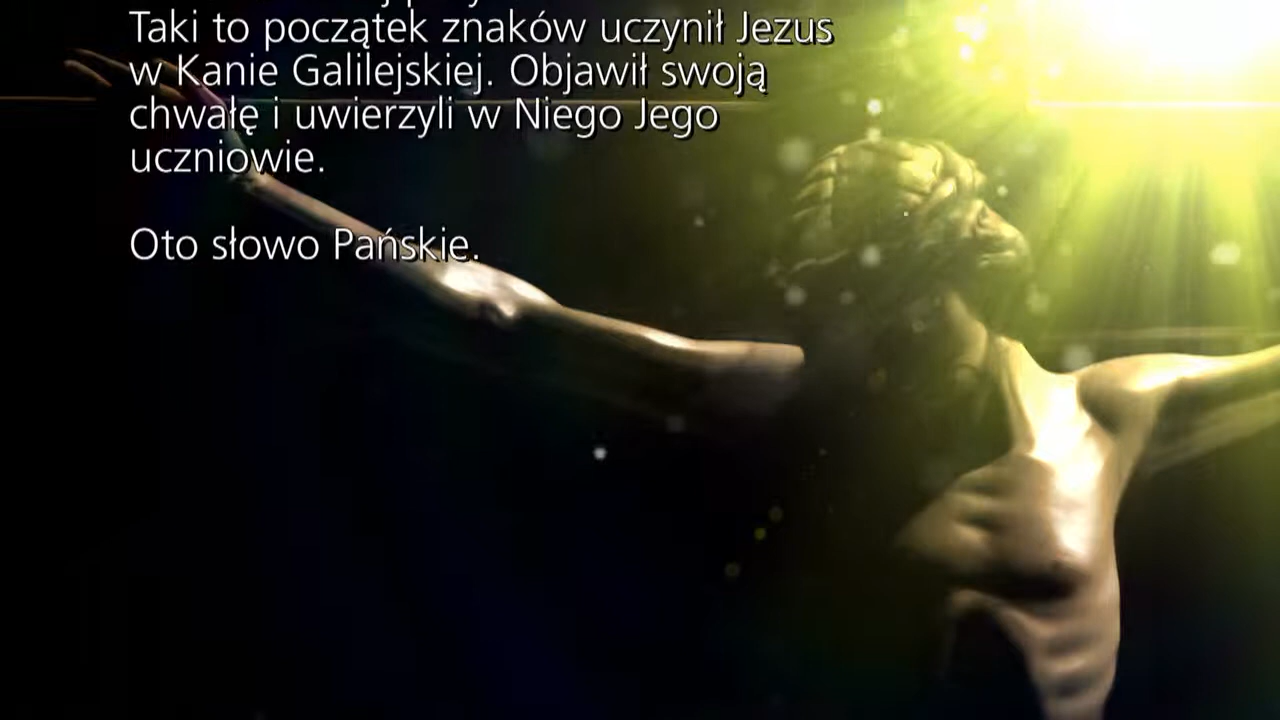 Taki to początek znaków uczynił Jezus
w Kanie Galilejskiej. Objawił swoją
chwałę i uwierzyli w Niego Jego
uczniowie.
Oto słowo Pańskie.